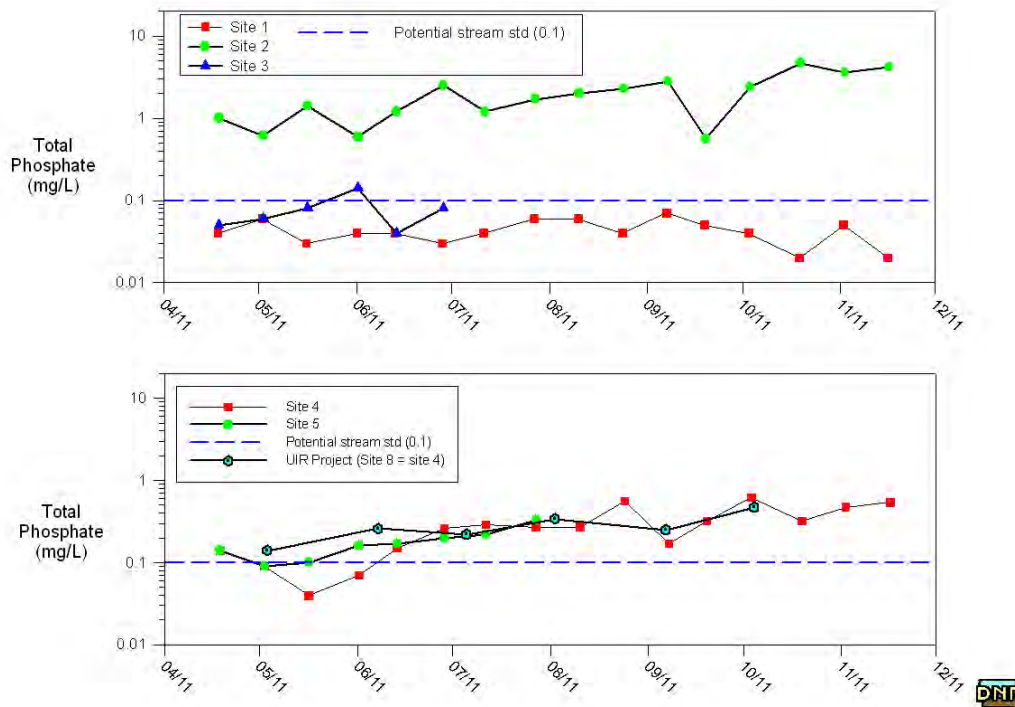 Site 1
Potential stream std (0.1)
Site 2
Site 3
Total
Phosphate
(mg/L)
10
1
0.1
0.01
04/11
05/11
06/11
07/11
08/11
09/11
10/11
11/11
12/11
Site 4
Site 5
Potential stream std (0.1)
UIR Project (Site 8 = site 4)
Total
Phosphate
(mg/L)
10
1
0.1
0.01
04/11
05/11
06/11
07/11
08/11
09/11
10/11
11/11
12/11